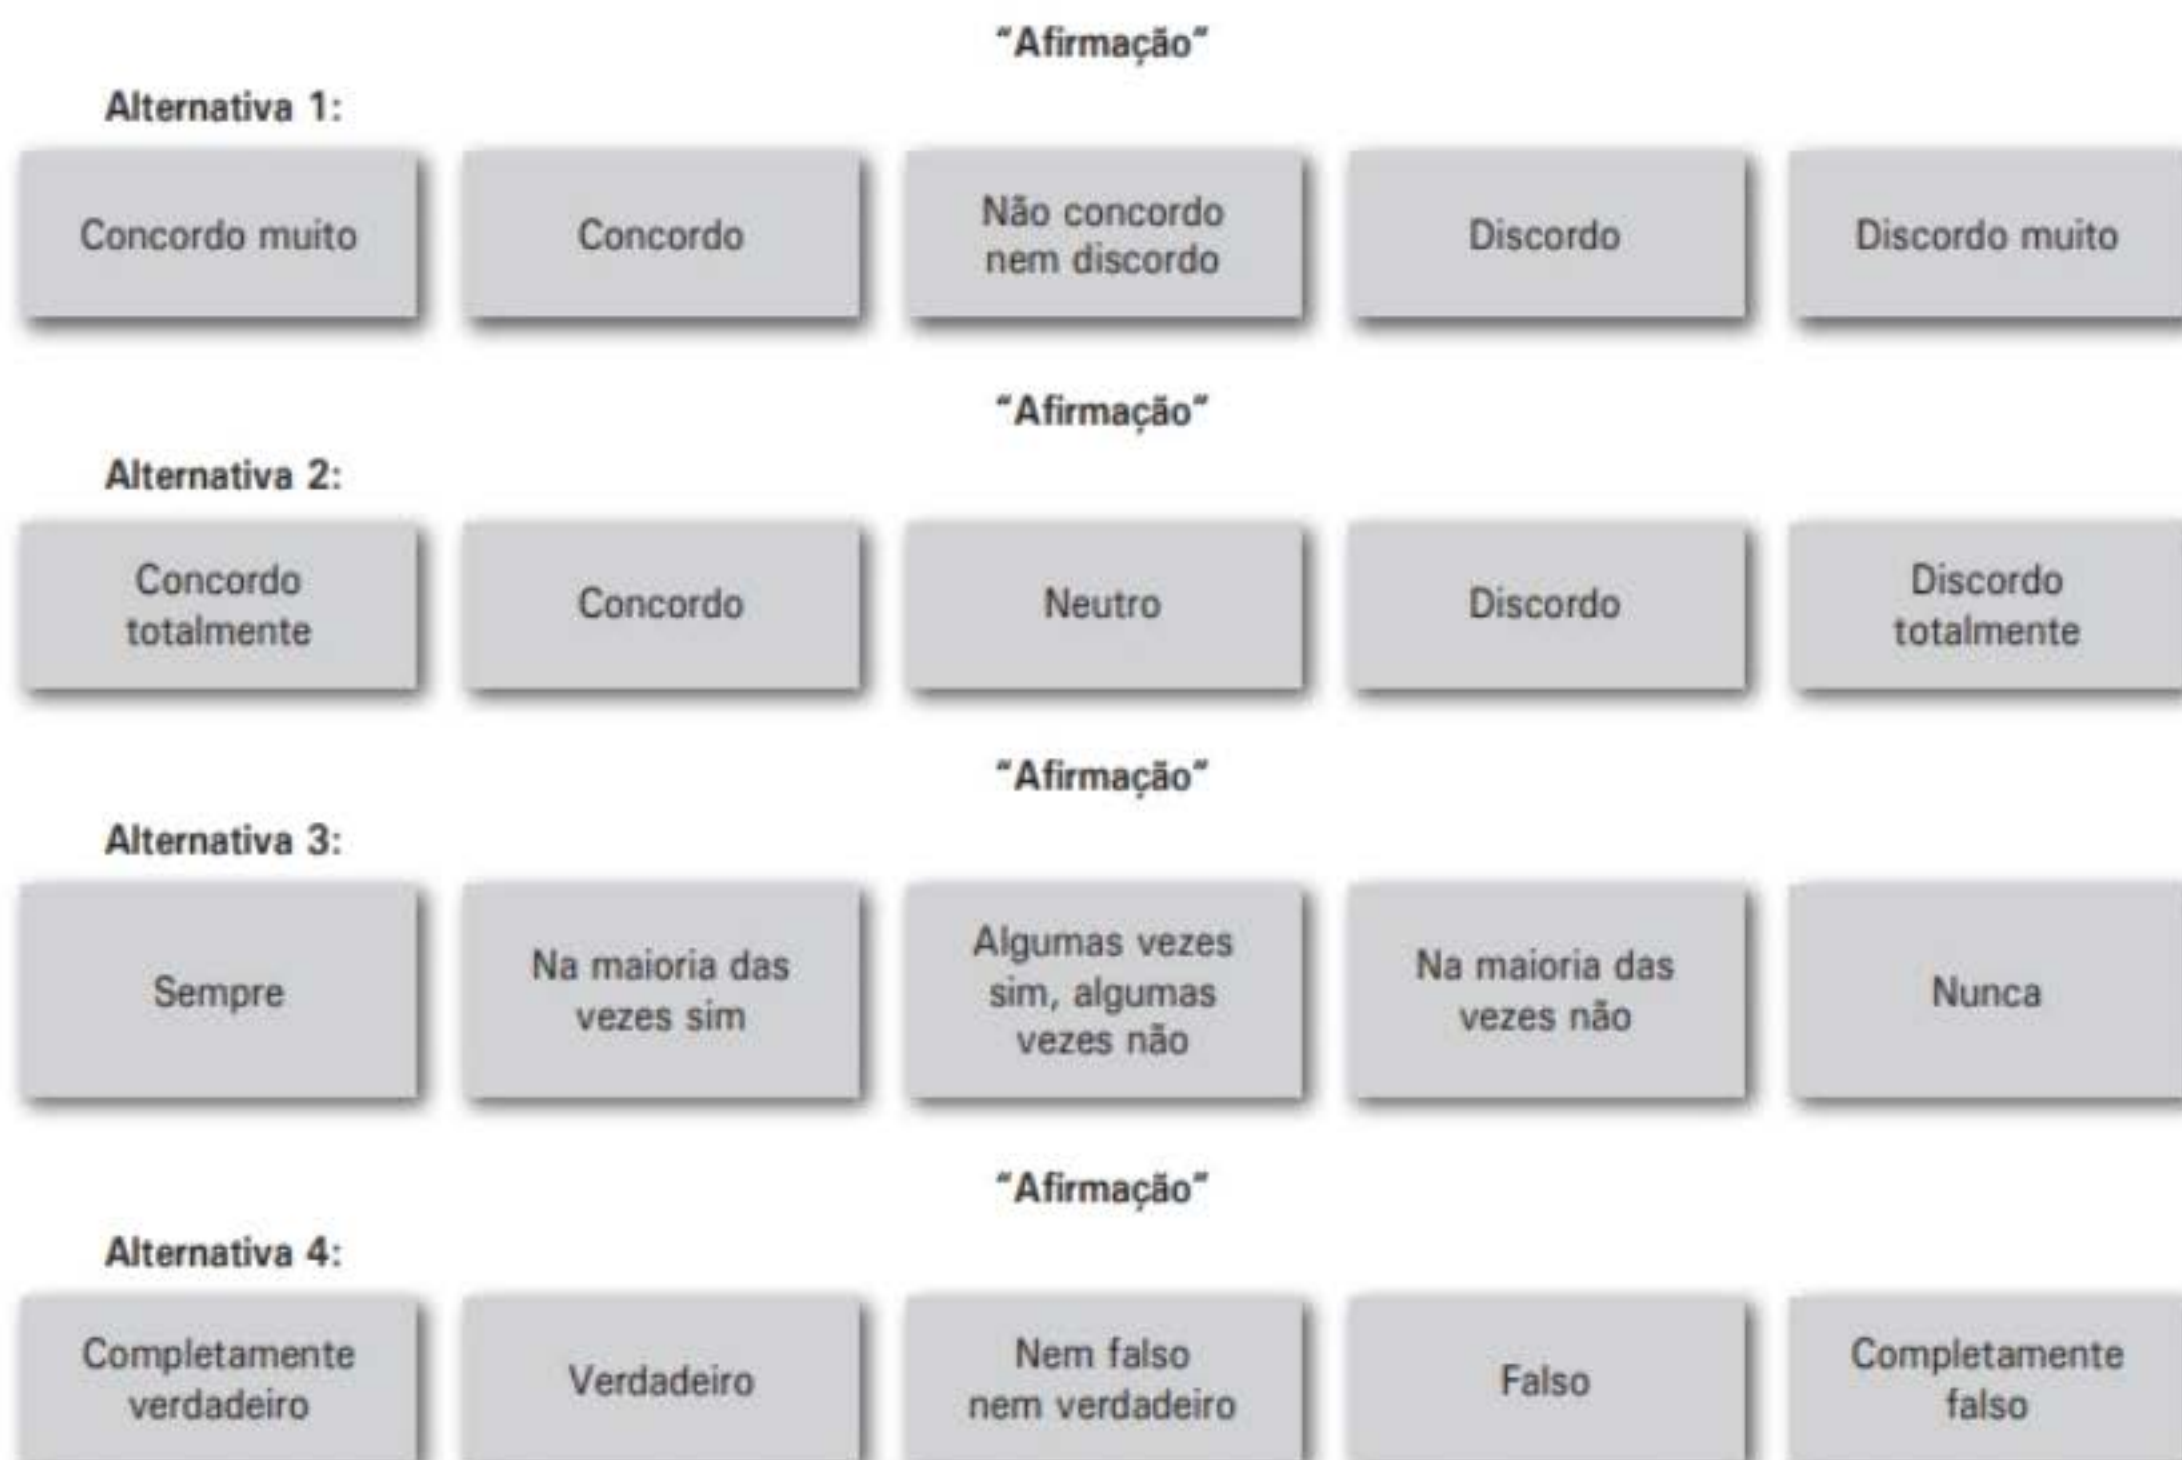 “Afirmação”
Alternativa 1:
Concordo muito
Concordo
Não concordo
nem discordo
Discordo
Discordo muito
“Afirmação”
Alternativa 2:
Concordo
totalmente
Concordo
Neutro
Discordo
Discordo
totalmente
“Afirmação”
Alternativa 3:
Sempre
Na maioria das
vezes sim
Algumas vezes
sim, algumas
vezes não
Na maioria das
vezes não
Nunca
“Afirmação”
Alternativa 4:
Completamente
verdadeiro
Verdadeiro
Nem falso
nem verdadeiro
Falso
Completamente
falso